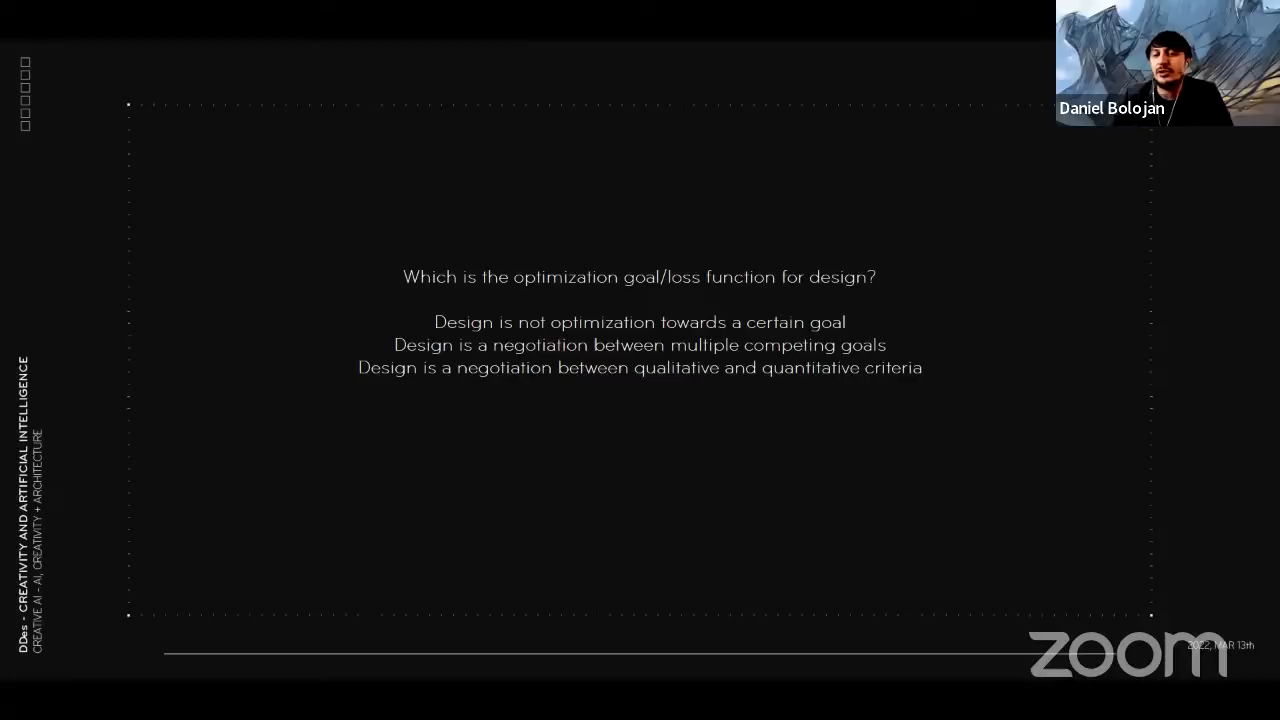 Daniel Bolojan
Which is the optimization goal/loss function for design?
Design is not optimization towards a certain goal
Design is a negotiation between multiple competing goals
Design is a negotiation between qualitative and quantitative criteria
DDes - CREATIVITY AND ARTIFICIAL INTELLIGENCE
CREATIVE AI - AI, CREATIVITY + ARCHITECTURE
2022, MAR 13th
zoom